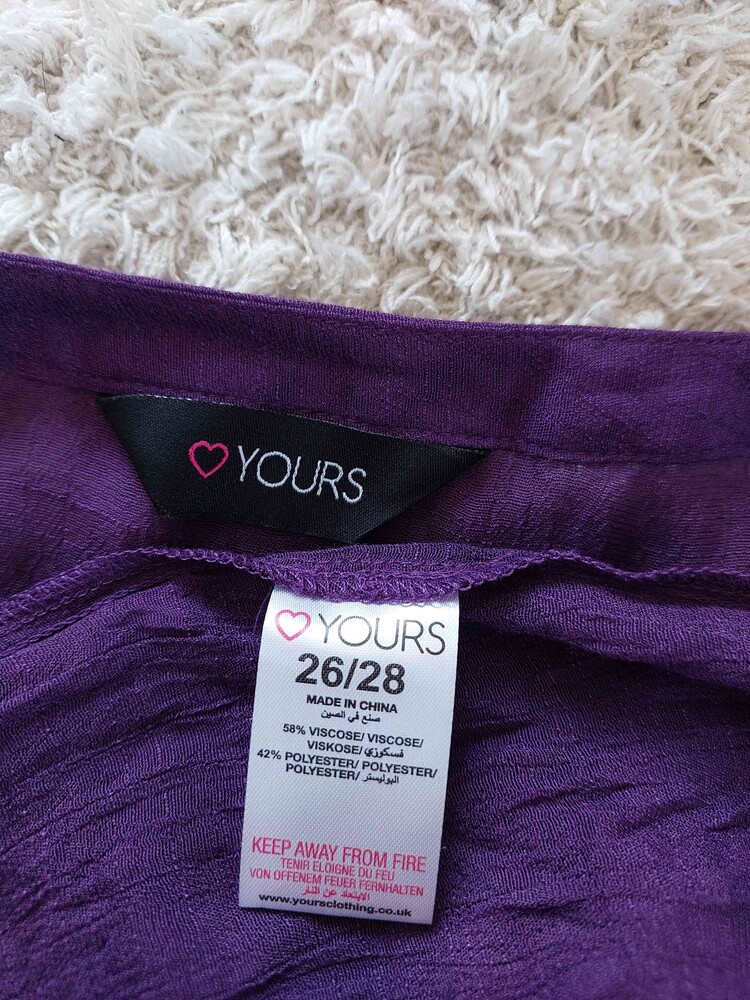 YOURS
YOURS
26/28
MADE IN CHINA
صنع في الصين
58% VISCOSE/ VISCOSE/
VISKOSE/ فسكوزي
42% POLYESTER/ POLYESTER/
POLYESTER/ البوليستر
KEEP AWAY FROM FIRE
TENIR ELOIGNE DU FEU
VON OFFENEM FEUER FERNHALTEN
الابتعاد عن النار
www.yoursclothing.co.uk